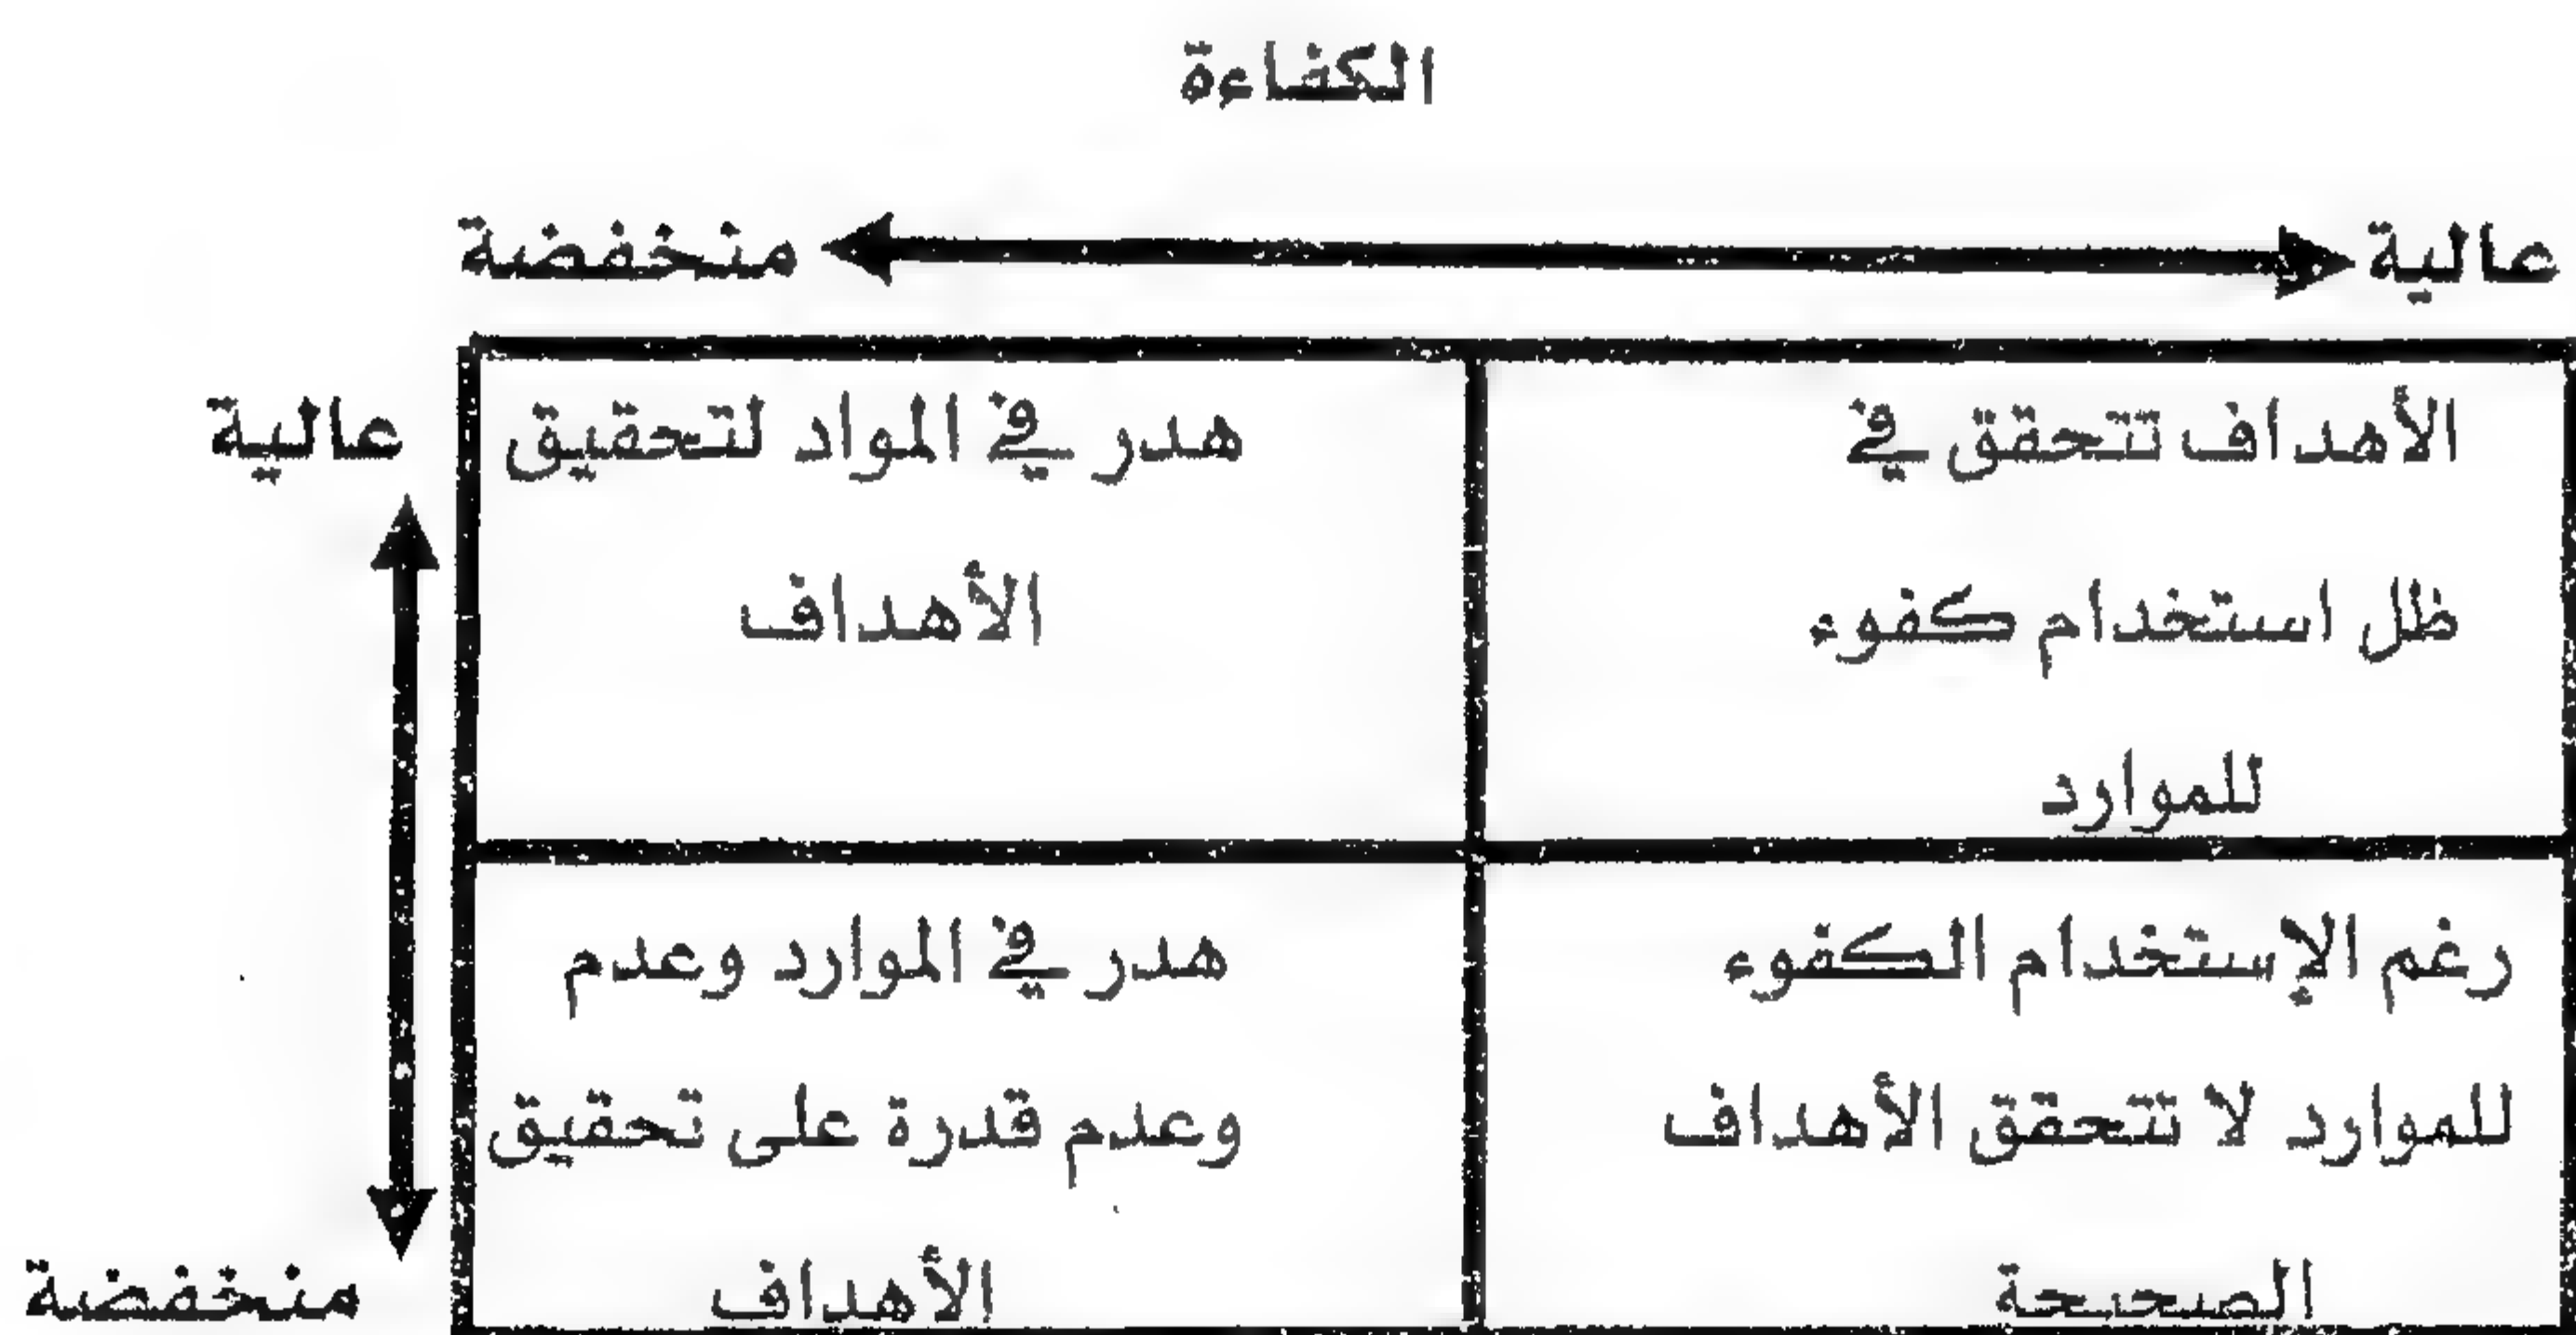 الكفاءة
عالية
منخفضة
عالية
الأهداف تتحقق في
ظل استخدام كفوء
للموارد
هدر في المواد لتحقيق
الأهداف
رغم الإستخدام الكفوء
للموارد لا تتحقق الأهداف
الصحيحة
هدر في الموارد وعدم
وعدم قدرة على تحقيق
الأهداف
منخفضة